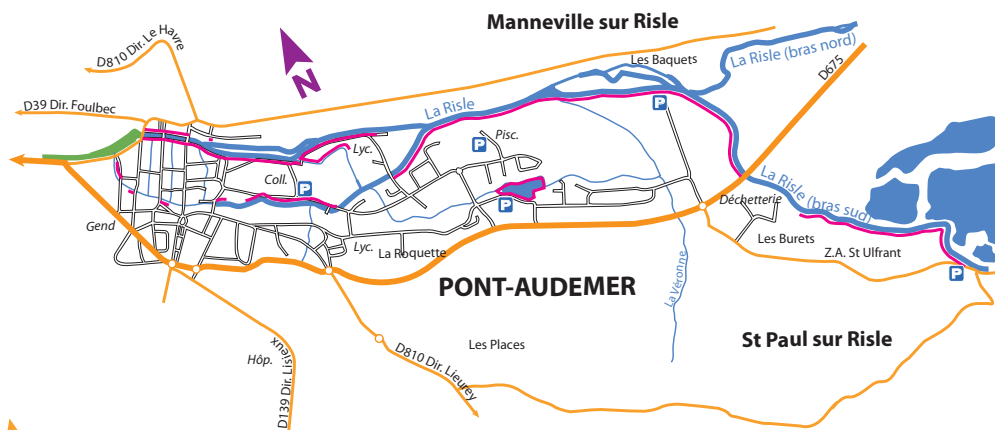 Manneville sur Risle
D810 Dir. Le Havre
Les Baquets
La Risle (bras nord)
D675
D39 Dir. Foulbec
N
La Risle
P
Pisc.
P
Lyc.
Coll.
P
La Risle (bras sud)
Déchetterie
P
Gend
Lyc.
La Roquette
Les Burets
Z.A. St Ulfrant
P
PONT-AUDEMER
La Véronne
St Paul sur Risle
Les Places
Hôp.
D139 Dir. Lisieux
D810 Dir. Lieurey